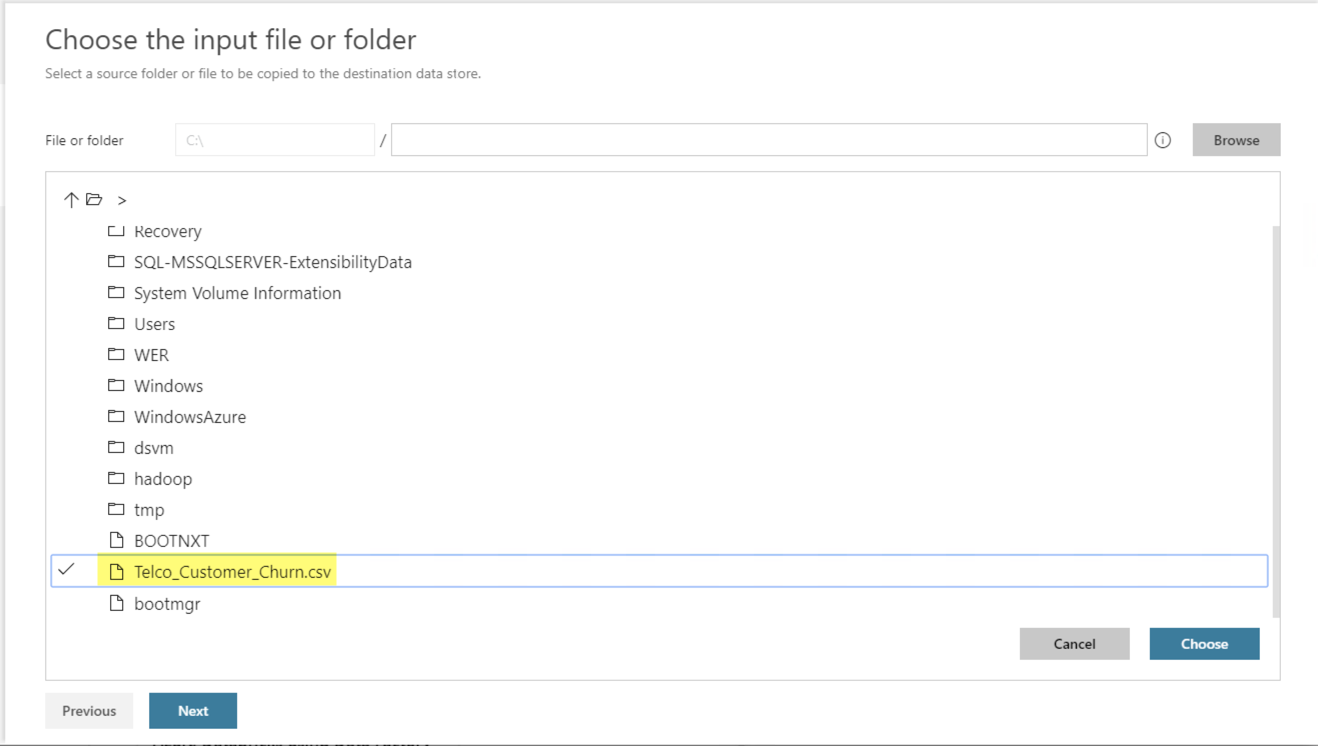 Choose the input file or folder
Select a source folder or file to be copied to the destination data store.
File or folder C:\ / Browse
>
Recovery
SQL-MSSQLSERVER-ExtensibilityData
System Volume Information
Users
WER
Windows
WindowsAzure
dsvm
hadoop
tmp
BOOTNXT
Telco_Customer_Churn.csv
bootmgr
Cancel Choose
Previous Next